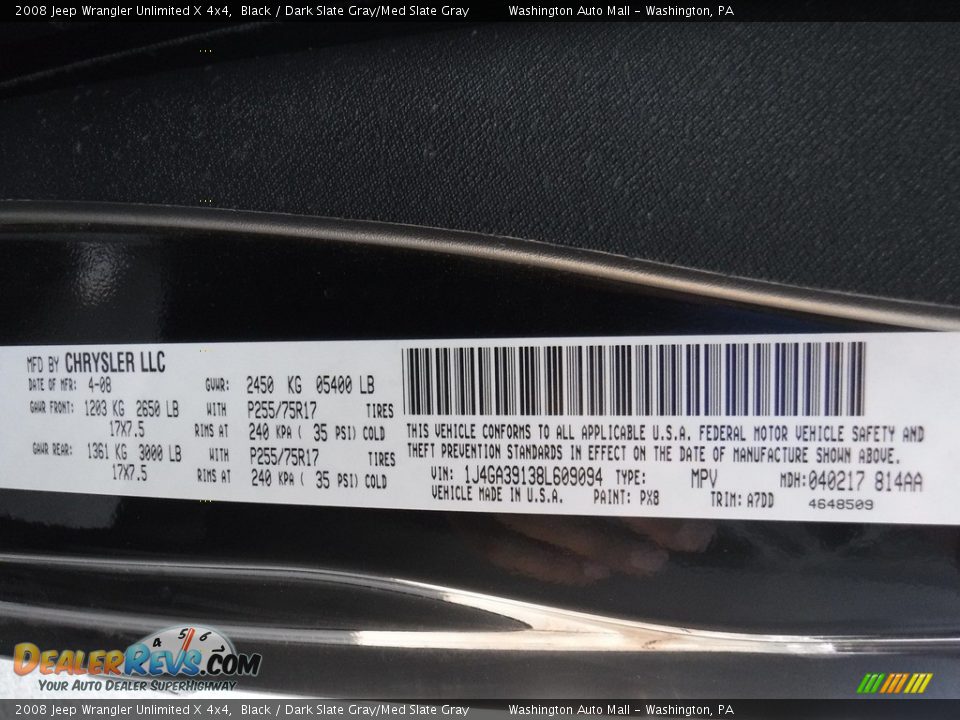 2008 Jeep Wrangler Unlimited X 4x4, Black / Dark Slate Gray/Med Slate Gray Washington Auto Mall - Washington, PA
MFD BY CHRYSLER LLC
DATE OF MFR: 4-08 GVWR: 2450 KG 05400 LB
GAWR FRONT: 1203 KG 2650 LB WITH P255/75R17 TIRES
17X7.5 RIMS AT 240 KPA ( 35 PSI) COLD
GAWR REAR: 1361 KG 3000 LB WITH P255/75R17 TIRES
17X7.5 RIMS AT 240 KPA ( 35 PSI) COLD
THIS VEHICLE CONFORMS TO ALL APPLICABLE U.S.A. FEDERAL MOTOR VEHICLE SAFETY AND
THEFT PREVENTION STANDARDS IN EFFECT ON THE DATE OF MANUFACTURE SHOWN ABOVE.
VIN: 1J4GA39138L609094 TYPE: MPV MDH: 040217 814AA
VEHICLE MADE IN U.S.A. PAINT: PX8 TRIM: A7DD 4648509
4 5 6
DEALERREVS.COM
YOUR AUTO DEALER SUPERHIGHWAY
2008 Jeep Wrangler Unlimited X 4x4, Black / Dark Slate Gray/Med Slate Gray Washington Auto Mall - Washington, PA